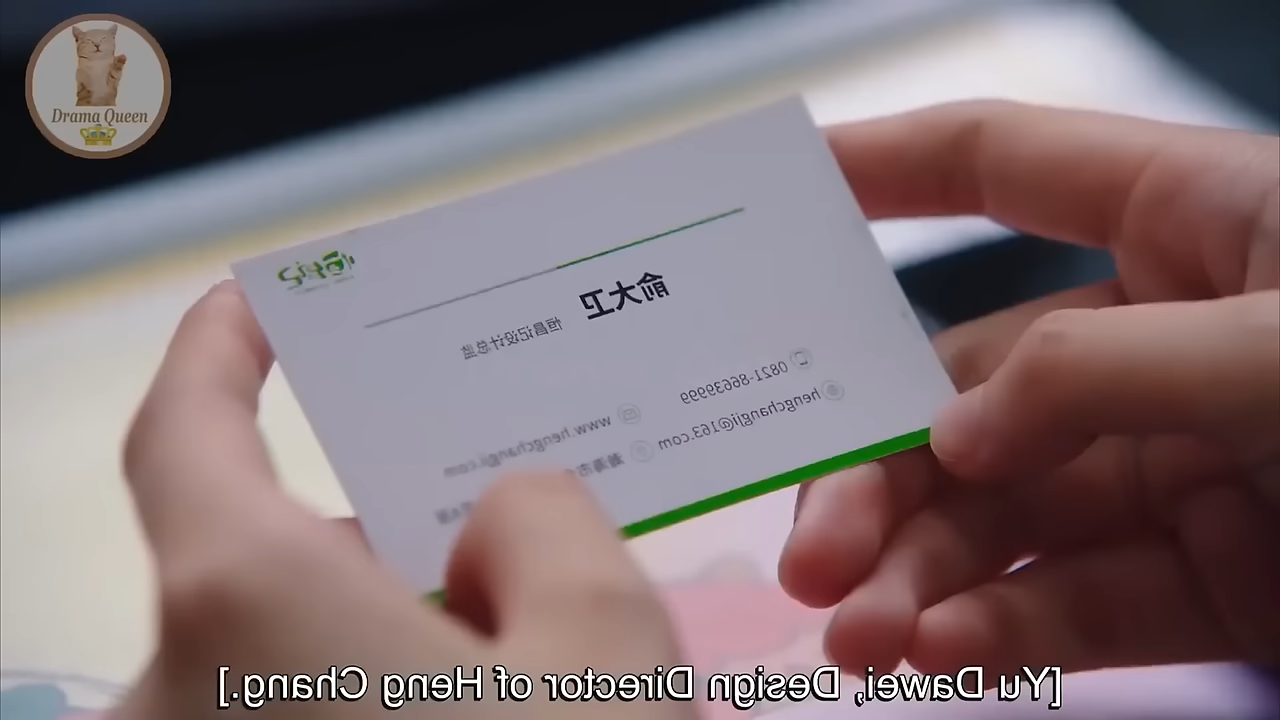 Drama Queen
俞大卫
恒昌记设计总监
0821-86639999
hengchangji@163.com
www.hengchangji.com
[Yu Dawei, Design Director of Heng Chang.]